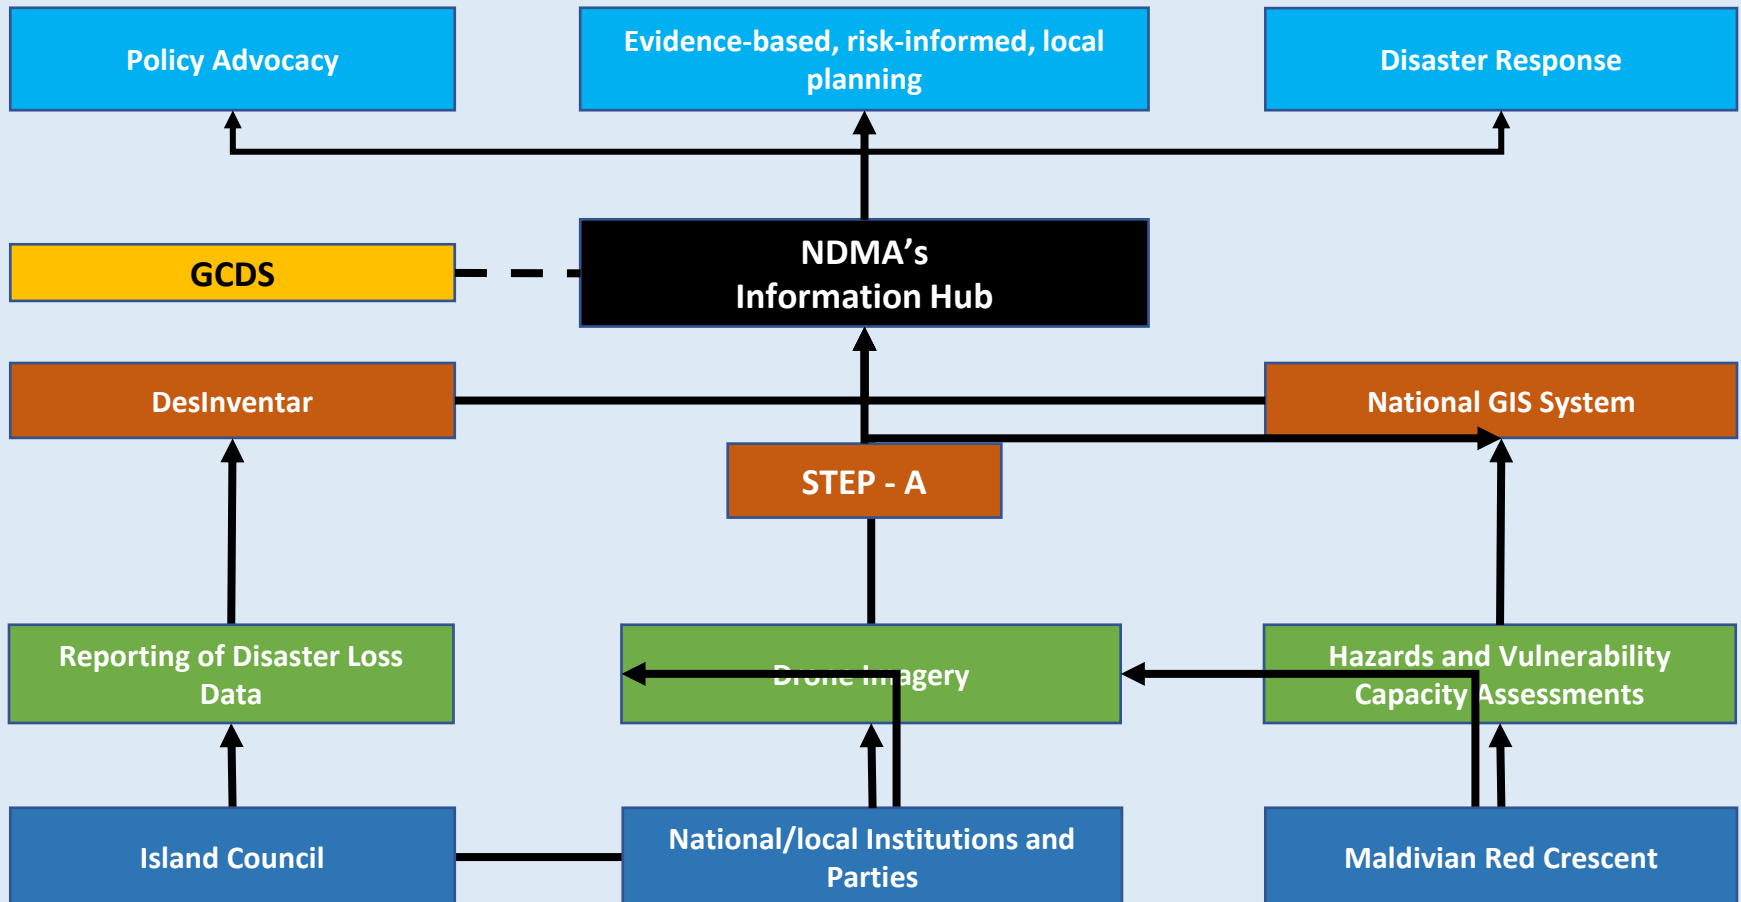 Policy Advocacy
Evidence-based, risk-informed, local
planning
Disaster Response
GCDS
NDMA’s
Information Hub
DesInventar
National GIS System
STEP - A
Reporting of Disaster Loss
Data
Drone Imagery
Hazards and Vulnerability
Capacity Assessments
Island Council
National/local Institutions and
Parties
Maldivian Red Crescent